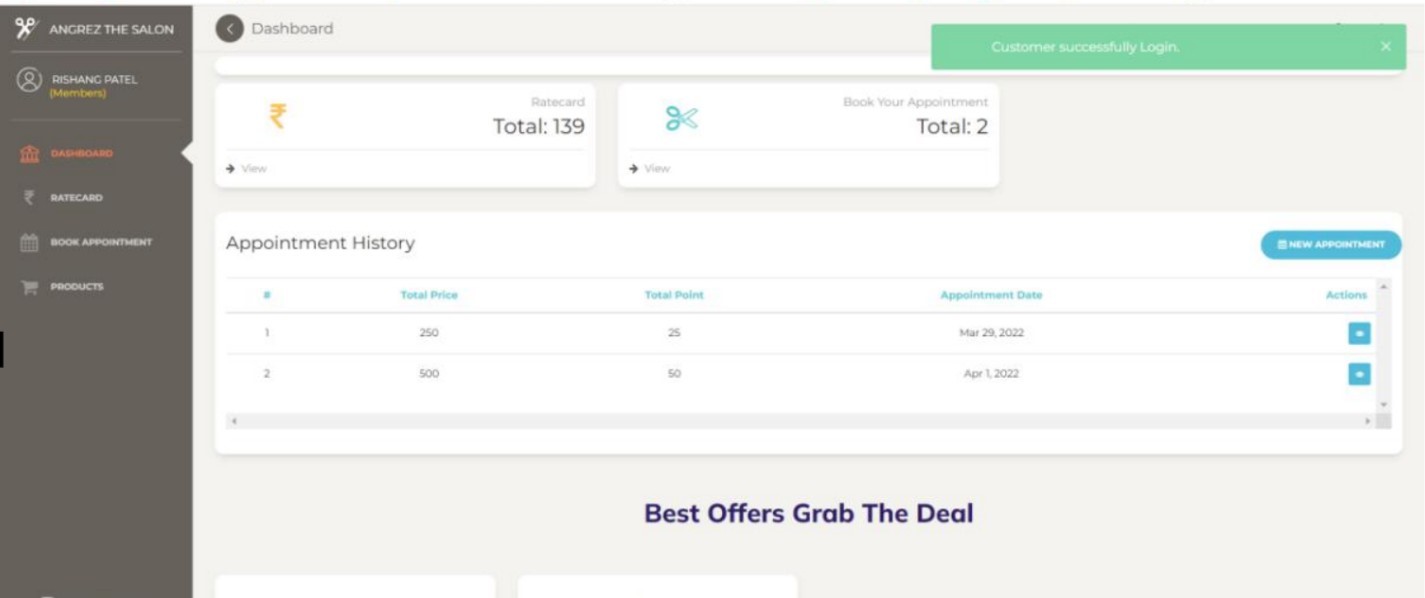 ANGREZ THE SALON
Dashboard
Customer successfully Login.
×
RISHANG PATEL
(Members)
₹
Ratecard
Total: 139
Book Your Appointment
Total: 2
DASHBOARD
View
View
₹ RATECARD
BOOK APPOINTMENT
Appointment History
NEW APPOINTMENT
PRODUCTS
# Total Price Total Point Appointment Date Actions
1 250 25 Mar 29, 2022
2 500 50 Apr 1, 2022
Best Offers Grab The Deal